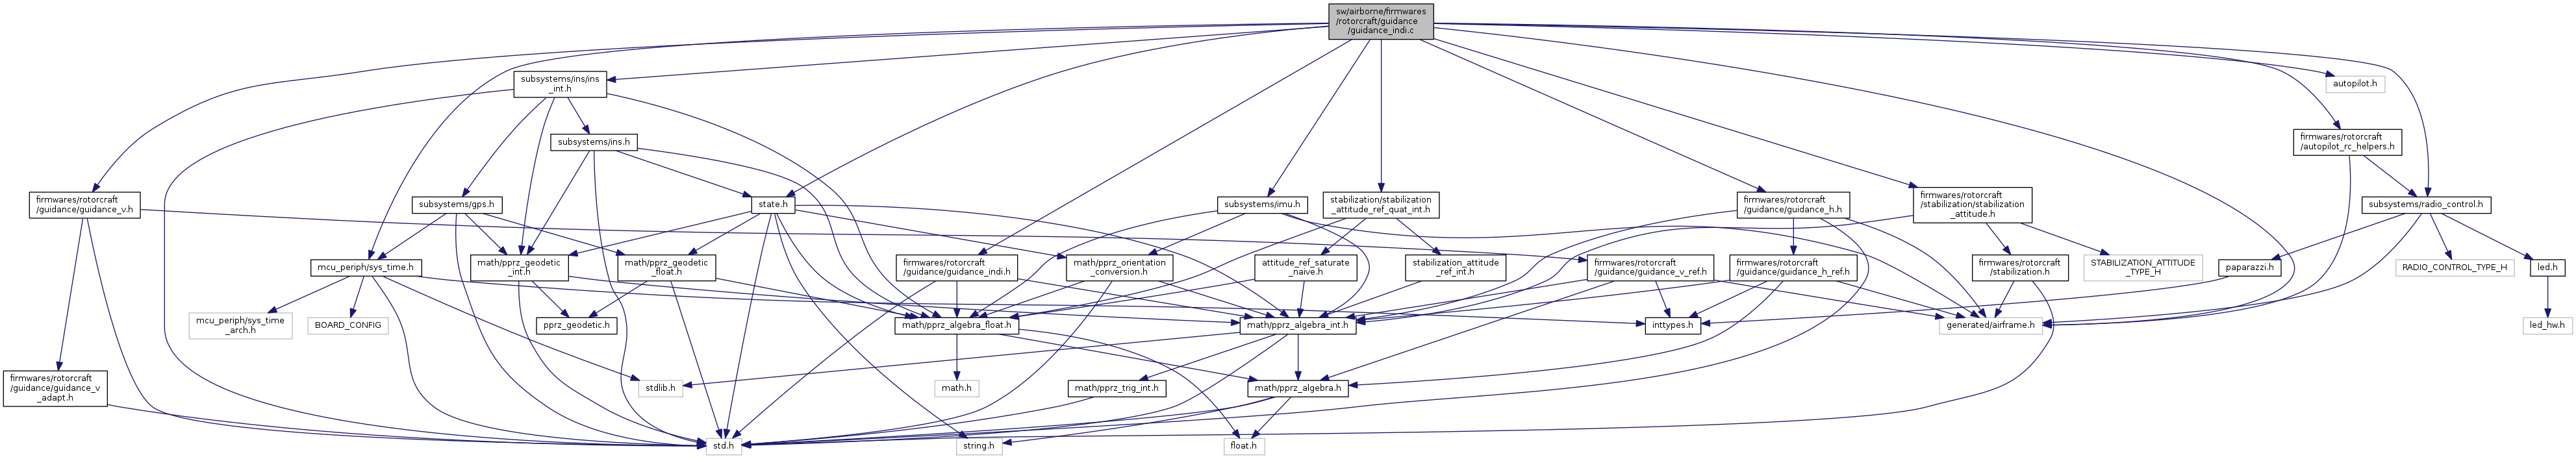 sw/airborne/firmwares
/rotorcraft/guidance
/guidance_indi.c
subsystems/ins/ins
_int.h
autopilot.h
subsystems/ins.h
firmwares/rotorcraft
/autopilot_rc_helpers.h
firmwares/rotorcraft
/guidance/guidance_v.h
subsystems/gps.h
state.h
subsystems/imu.h
stabilization/stabilization
_attitude_ref_quat_int.h
firmwares/rotorcraft
/guidance/guidance_h.h
firmwares/rotorcraft
/stabilization/stabilization
_attitude.h
subsystems/radio_control.h
mcu_periph/sys_time.h
math/pprz_geodetic
_int.h
math/pprz_geodetic
_float.h
firmwares/rotorcraft
/guidance/guidance_indi.h
math/pprz_orientation
_conversion.h
attitude_ref_saturate
_naive.h
stabilization_attitude
_ref_int.h
firmwares/rotorcraft
/guidance/guidance_v_ref.h
firmwares/rotorcraft
/guidance/guidance_h_ref.h
firmwares/rotorcraft
/stabilization.h
STABILIZATION_ATTITUDE
_TYPE_H
paparazzi.h
RADIO_CONTROL_TYPE_H
led.h
mcu_periph/sys_time
_arch.h
BOARD_CONFIG
pprz_geodetic.h
math/pprz_algebra_float.h
math/pprz_algebra_int.h
inttypes.h
generated/airframe.h
led_hw.h
firmwares/rotorcraft
/guidance/guidance_v
_adapt.h
stdlib.h
math.h
math/pprz_trig_int.h
math/pprz_algebra.h
std.h
string.h
float.h